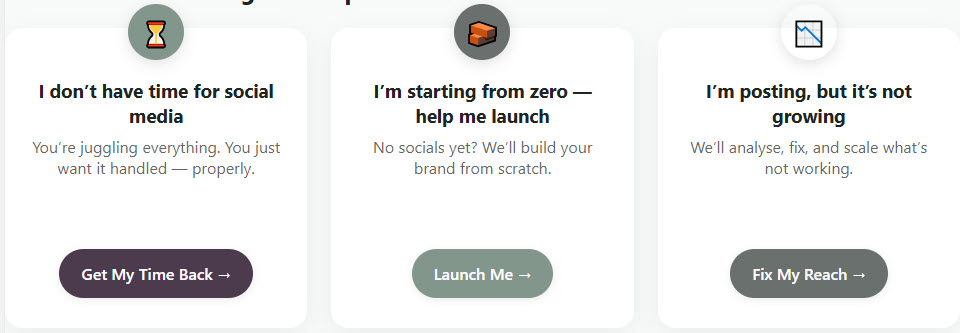 I don’t have time for social
media
You’re juggling everything. You just
want it handled — properly.
Get My Time Back →
I’m starting from zero —
help me launch
No socials yet? We’ll build your
brand from scratch.
Launch Me →
I’m posting, but it’s not
growing
We’ll analyse, fix, and scale what’s
not working.
Fix My Reach →